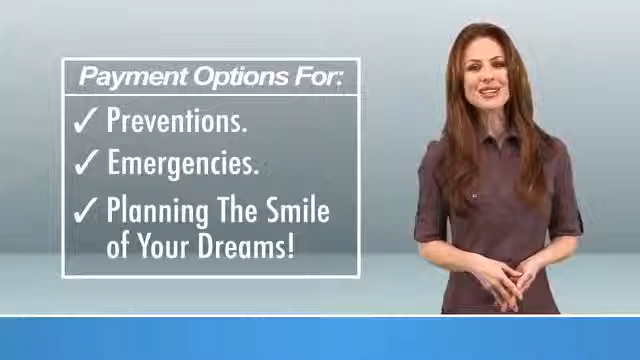 Payment Options For:
✓ Preventions.
✓ Emergencies.
✓ Planning The Smile
of Your Dreams!